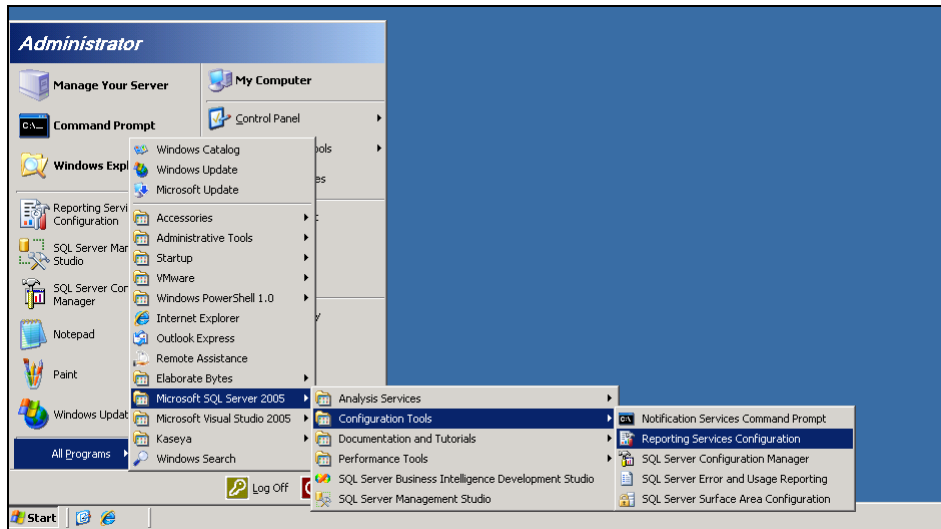 Administrator
Manage Your Server
Command Prompt
Windows Expl
Reporting Servi
Configuration
SQL Server Mar
Studio
SQL Server Cor
Manager
Notepad
Paint
Windows Updat
All Programs
My Computer
Control Panel
ools
es
Windows Catalog
Windows Update
Microsoft Update
Accessories
Administrative Tools
Startup
VMware
Windows PowerShell 1.0
Internet Explorer
Outlook Express
Remote Assistance
Elaborate Bytes
Microsoft SQL Server 2005
Microsoft Visual Studio 2005
Kaseya
Windows Search
Analysis Services
Configuration Tools
Documentation and Tutorials
Performance Tools
SQL Server Business Intelligence Development Studio
SQL Server Management Studio
Notification Services Command Prompt
Reporting Services Configuration
SQL Server Configuration Manager
SQL Server Error and Usage Reporting
SQL Server Surface Area Configuration
Log Off
Start